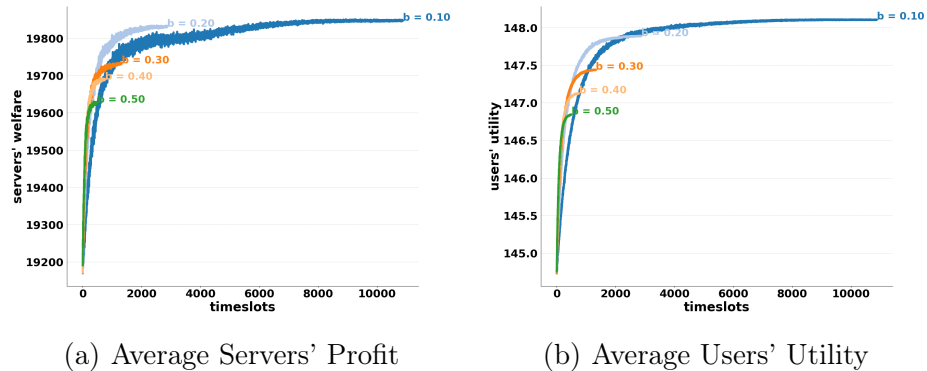 servers' welfare
19800
19700
19600
19500
19400
19300
19200
b = 0.10
b = 0.20
b = 0.30
b = 0.40
b = 0.50
0 2000 4000 6000 8000 10000
timeslots
(a) Average Servers' Profit
users' utility
148.0
147.5
147.0
146.5
146.0
145.5
145.0
b = 0.10
b = 0.20
b = 0.30
b = 0.40
b = 0.50
0 2000 4000 6000 8000 10000
timeslots
(b) Average Users' Utility